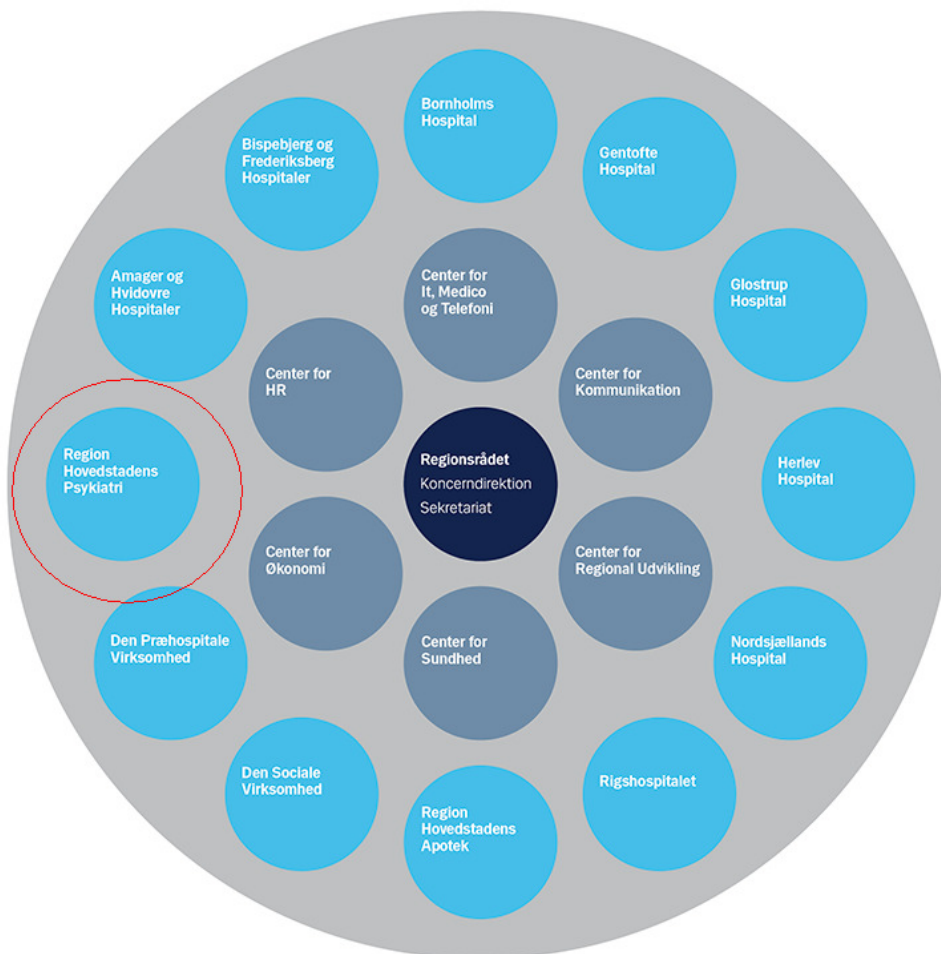 Bornholms
Hospital
Bispebjerg og
Frederiksberg
Hospitaler
Gentofte
Hospital
Amager og
Hvidovre
Hospitaler
Center for
It, Medico
og Telefoni
Glostrup
Hospital
Center for
HR
Center for
Kommunikation
Region
Hovedstadens
Psykiatri
Regionsrådet
Koncerndirektion
Sekretariat
Herlev
Hospital
Center for
Økonomi
Center for
Regional Udvikling
Den Præhospitale
Virksomhed
Center for
Sundhed
Nordsjællands
Hospital
Den Sociale
Virksomhed
Region
Hovedstadens
Apotek
Rigshospitalet